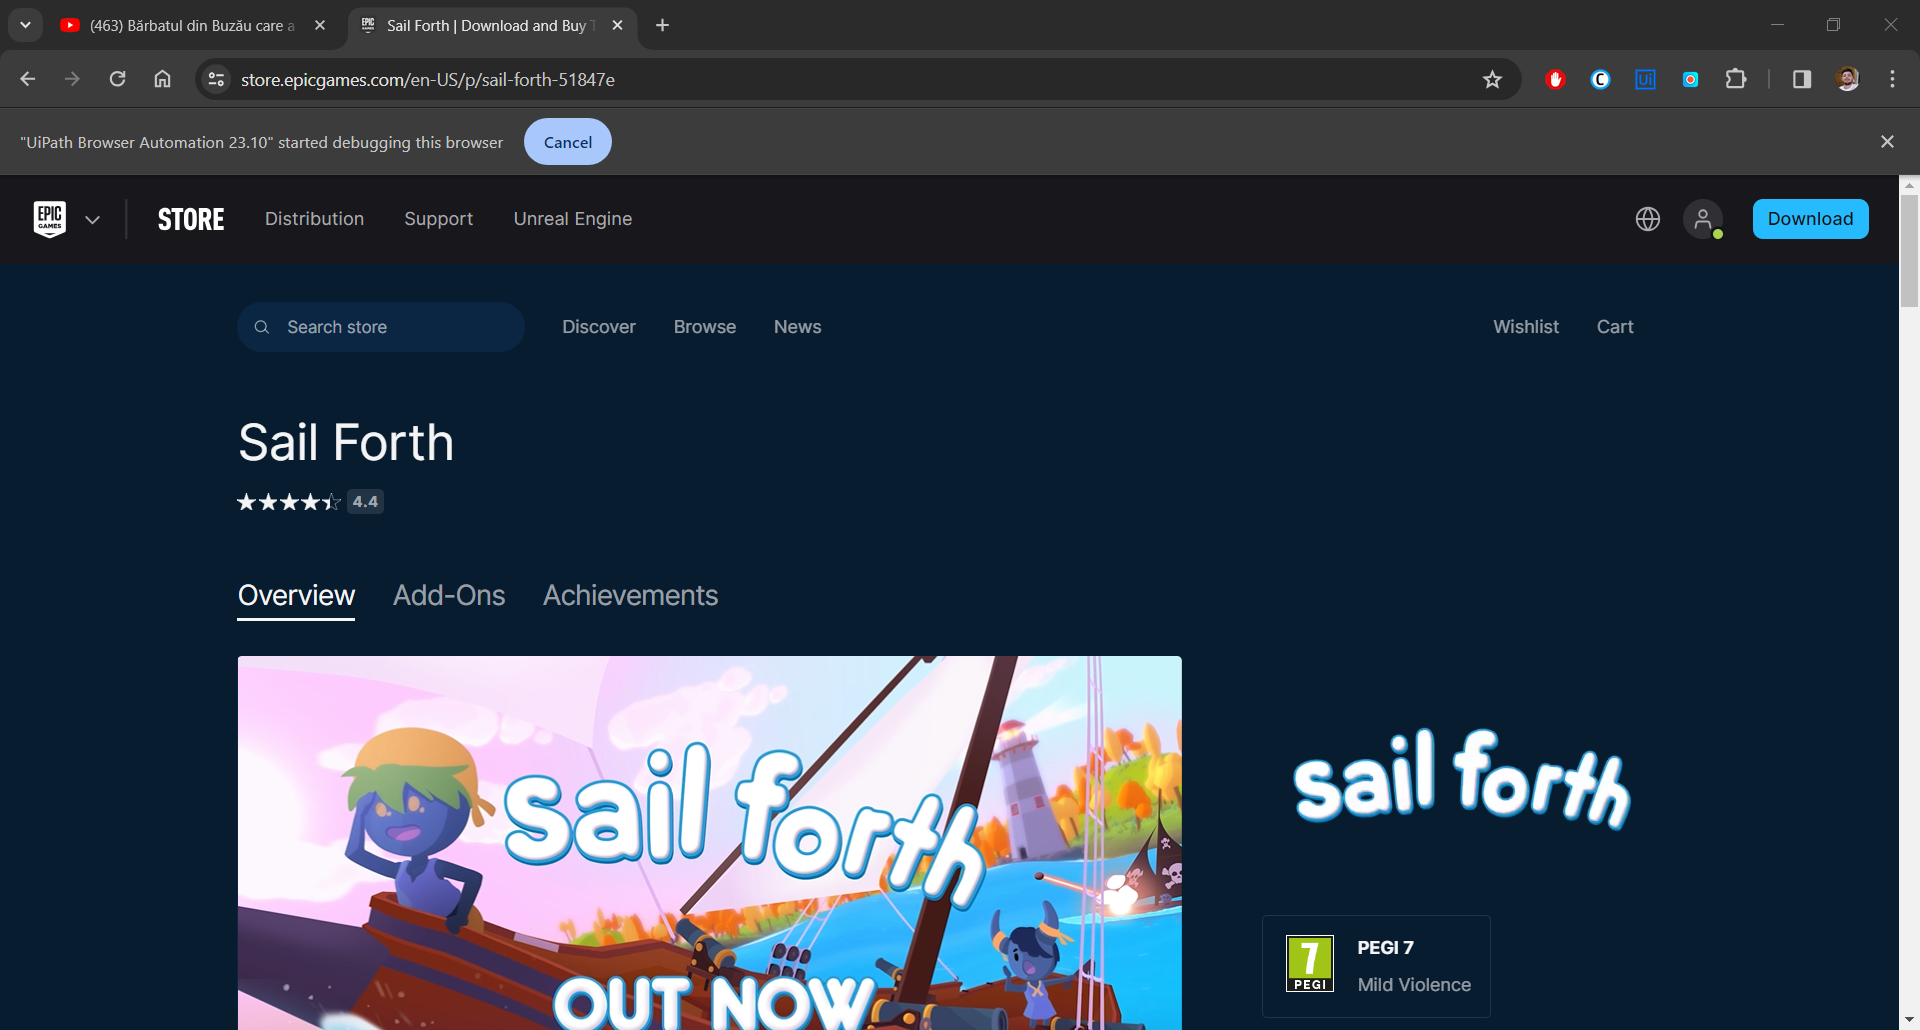 (463) Bărbatul din Buzău care a
Sail Forth | Download and Buy T
store.epicgames.com/en-US/p/sail-forth-51847e
"UiPath Browser Automation 23.10" started debugging this browser
Cancel
EPIC
GAMES
STORE
Distribution
Support
Unreal Engine
Download
Search store
Discover
Browse
News
Wishlist
Cart
Sail Forth
4.4
Overview
Add-Ons
Achievements
sail forth
OUT NOW
sail forth
7
PEGI
PEGI 7
Mild Violence